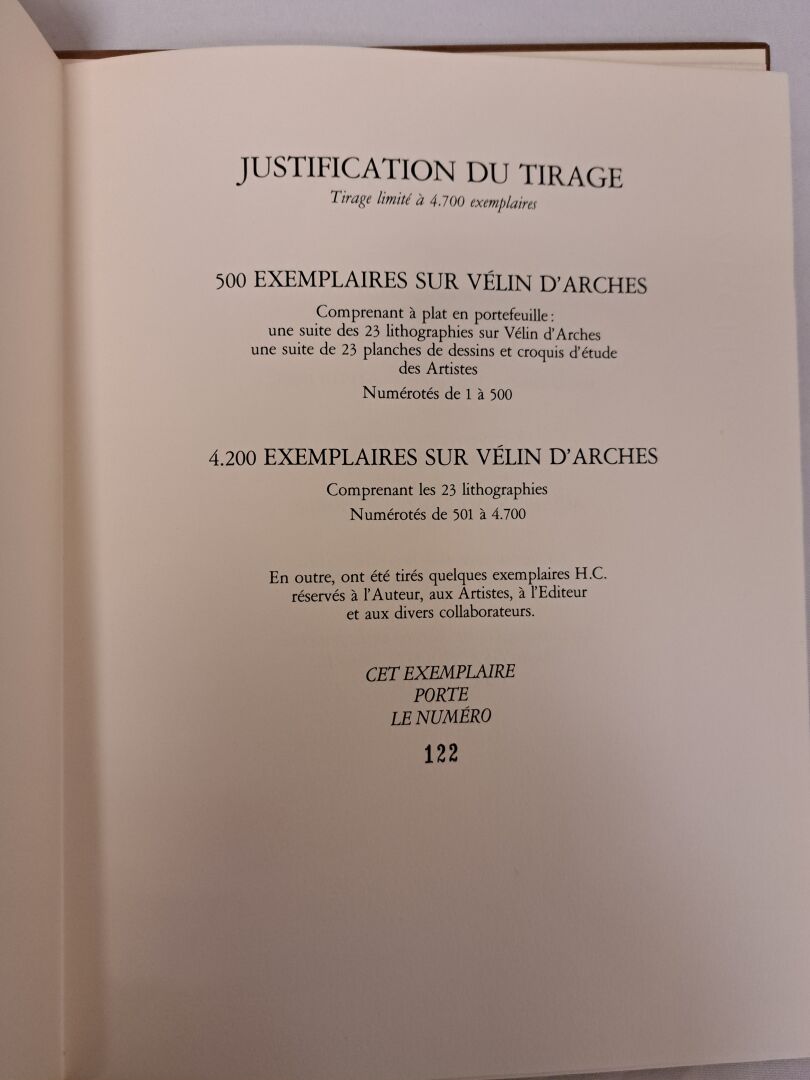 JUSTIFICATION DU TIRAGE
Tirage limité à 4.700 exemplaires
500 EXEMPLAIRES SUR VÉLIN D'ARCHES
Comprenant à plat en portefeuille :
une suite des 23 lithographies sur Vélin d'Arches
une suite de 23 planches de dessins et croquis d'étude
des Artistes
Numérotés de 1 à 500
4.200 EXEMPLAIRES SUR VÉLIN D'ARCHES
Comprenant les 23 lithographies
Numérotés de 501 à 4.700
En outre, ont été tirés quelques exemplaires H.C.
réservés à l'Auteur, aux Artistes, à l'Editeur
et aux divers collaborateurs.
CET EXEMPLAIRE
PORTE
LE NUMÉRO
122